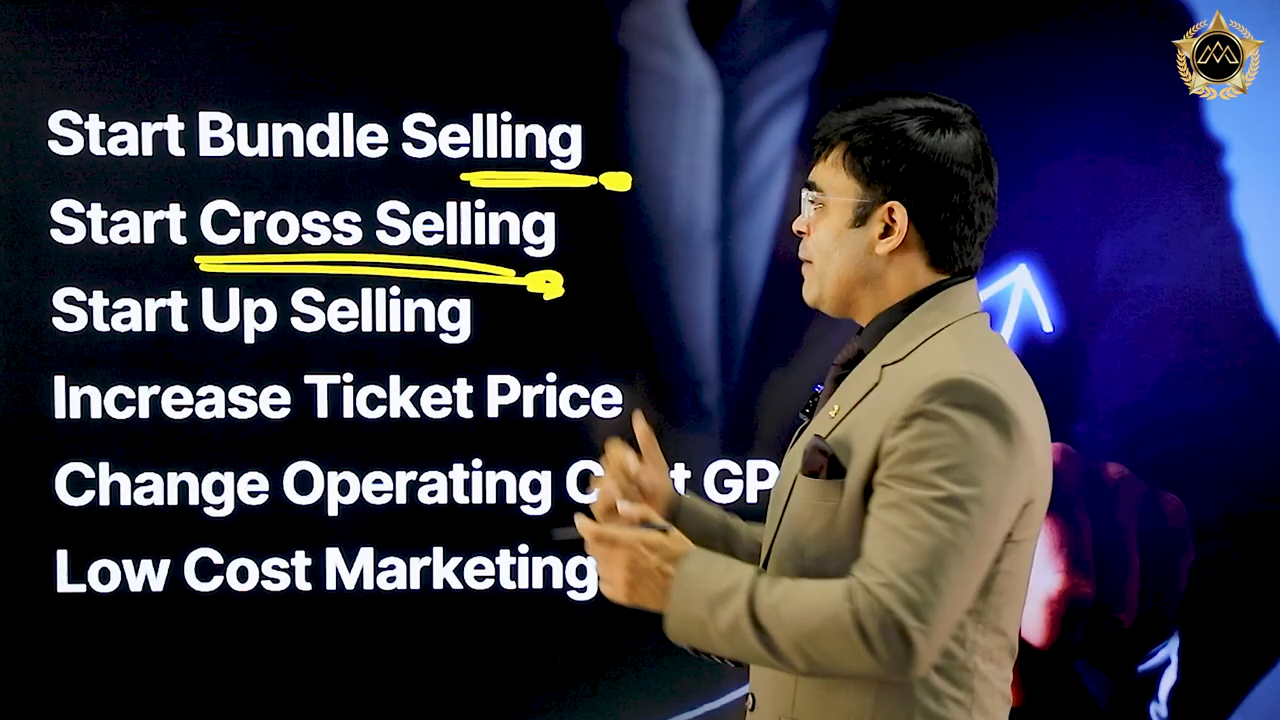 Start Bundle Selling
Start Cross Selling
Start Up Selling
Increase Ticket Price
Change Operating GP
Low Cost Marketing